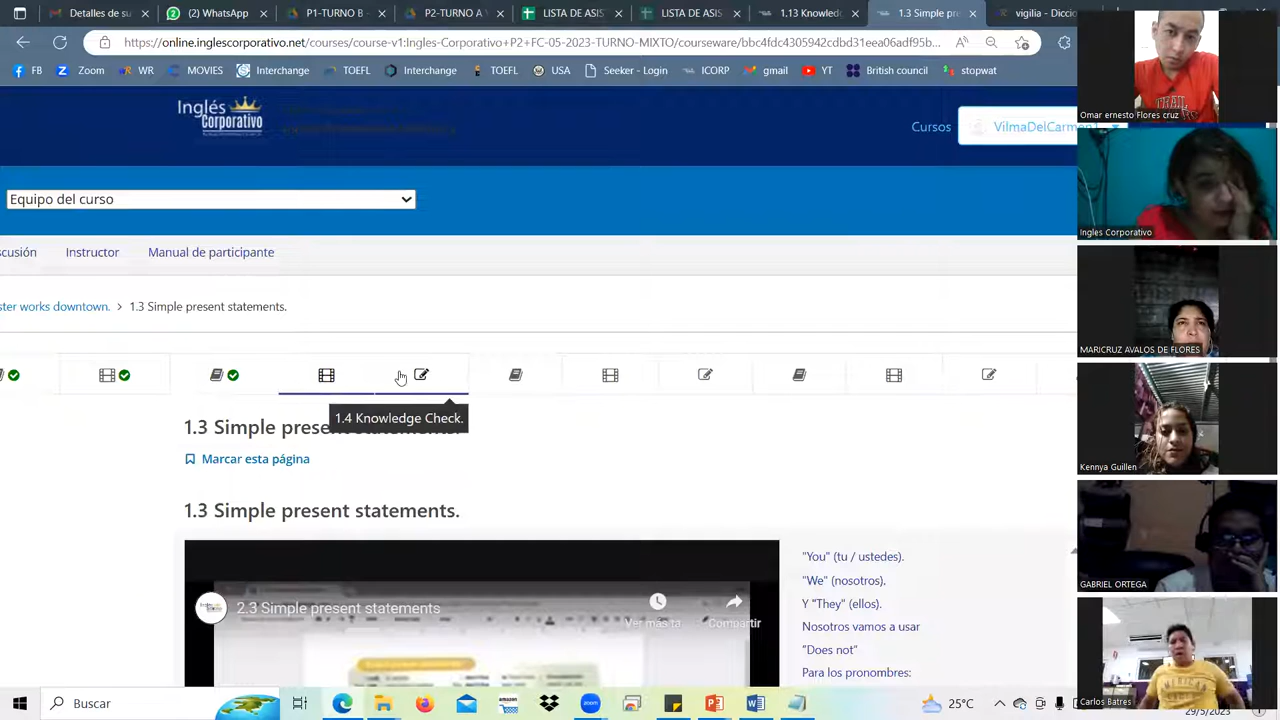 Detalles de su
(2) WhatsApp
P1-TURNO B
P2-TURNO A
LISTA DE ASIS
LISTA DE ASIS
1.13 Knowled
1.3 Simple pr
vigilia - Diccio
https://online.inglescorporativo.net/courses/course-v1:Ingles-Corporativo+P2+FC-05-2023-TURNO-MIXTO/courseware/bbc4fdc4305942cdbd31eea06adf95b...
FB
Zoom
WR
MOVIES
Interchange
TOEFL
Interchange
TOEFL
USA
Seeker - Login
ICORP
gmail
YT
British council
stopwat
Inglés
Corporativo
Cursos
VilmaDelCarmen
Equipo del curso
scusión
Instructor
Manual de participante
ster works downtown. > 1.3 Simple present statements.
1.4 Knowledge Check.
1.3 Simple prese
Marcar esta página
1.3 Simple present statements.
2.3 Simple present statements
Ver más ta
Compartir
"You" (tu / ustedes).
"We" (nosotros).
Y "They" (ellos).
Nosotros vamos a usar
"Does not"
Para los pronombres:
Omar ernesto Flores cruz
Ingles Corporativo
MARICRUZ AVALOS DE FLORES
Kennya Guillen
GABRIEL ORTEGA
Carlos Batres
Buscar
25°C
29/5/2023